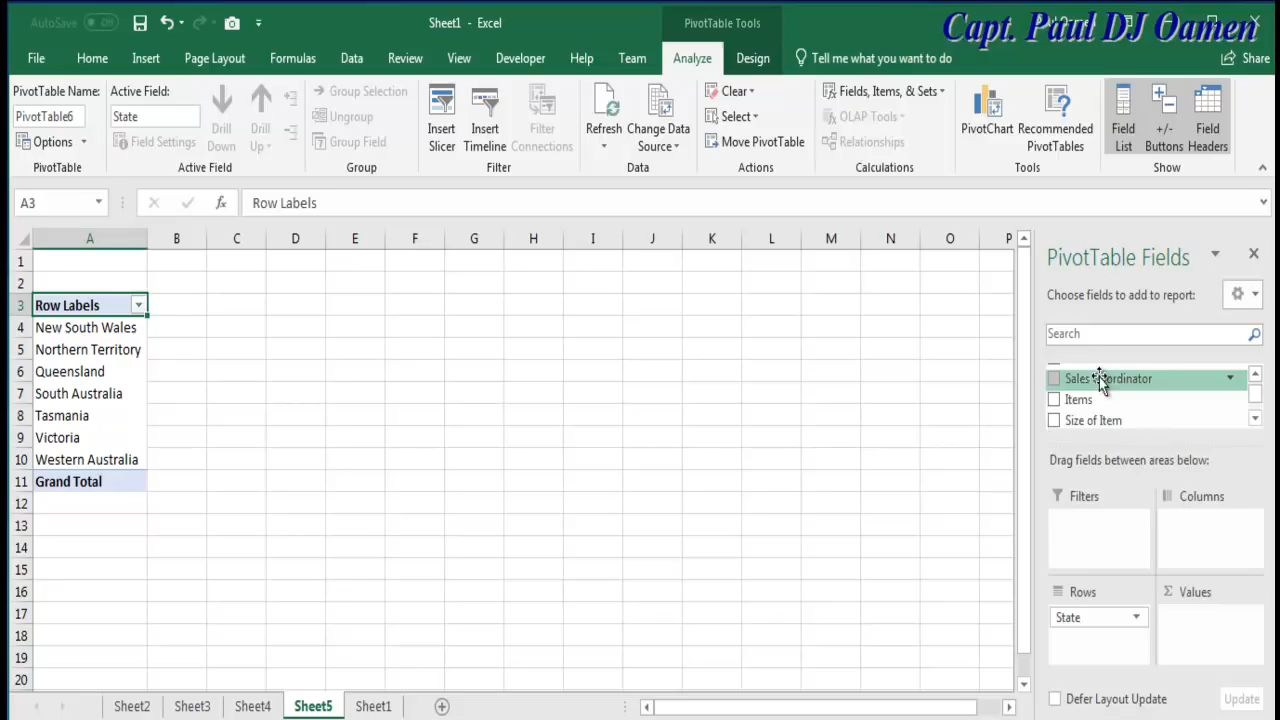 AutoSave
Sheet1 - Excel
PivotTable Tools
Capt. Paul DJ Oamen
File Home Insert Page Layout Formulas Data Review View Developer Help Team Analyze Design Tell me what you want to do Share
PivotTable Name:
PivotTable6
Options
PivotTable
Active Field:
State
Field Settings
Drill
Down
Drill
Up
Active Field
Group Selection
Ungroup
Group Field
Group
Insert
Slicer
Insert
Timeline
Filter
Connections
Filter
Refresh
Change Data
Source
Data
Clear
Select
Move PivotTable
Actions
Fields, Items, & Sets
OLAP Tools
Relationships
Calculations
PivotChart
Recommended
PivotTables
Tools
Field
List
+/-
Buttons
Field
Headers
Show
A3 fx Row Labels
A B C D E F G H I J K L M N O P
1
2
3 Row Labels
4 New South Wales
5 Northern Territory
6 Queensland
7 South Australia
8 Tasmania
9 Victoria
10 Western Australia
11 Grand Total
12
13
14
15
16
17
18
19
20
PivotTable Fields
Choose fields to add to report:
Search
Sales Coordinator
Items
Size of Item
Drag fields between areas below:
Filters
Columns
Rows
Σ Values
State
Defer Layout Update
Update
Sheet2 Sheet3 Sheet4 Sheet5 Sheet1